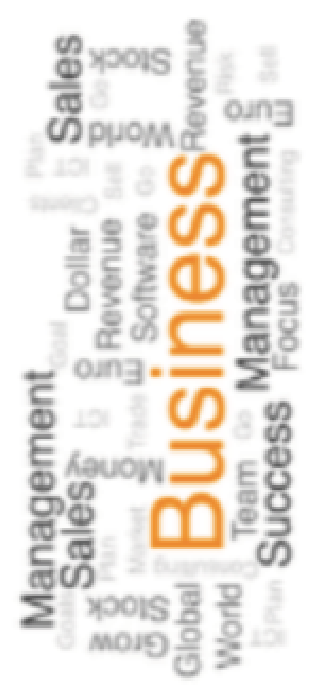 Sales
Stock
Revenue
Risk
Sell
Go
Euro
World
Plan
ICT
Sell
Go
Management
Consulting
Clients
Business
Dollar
Revenue
Software
Focus
Goal
Euro
Trade
ICT
Go
Management
Money
Success
Sales
Team
Plan
Market
Consulting
Goals
Stock
Global
World
ICT
Plan
Grow